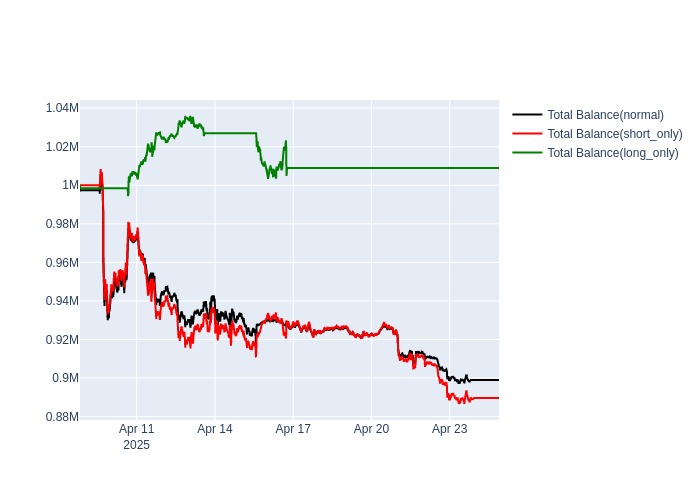 1.04M
1.02M
1M
0.98M
0.96M
0.94M
0.92M
0.9M
0.88M
Apr 11
2025
Apr 14
Apr 17
Apr 20
Apr 23
Total Balance(normal)
Total Balance(short_only)
Total Balance(long_only)